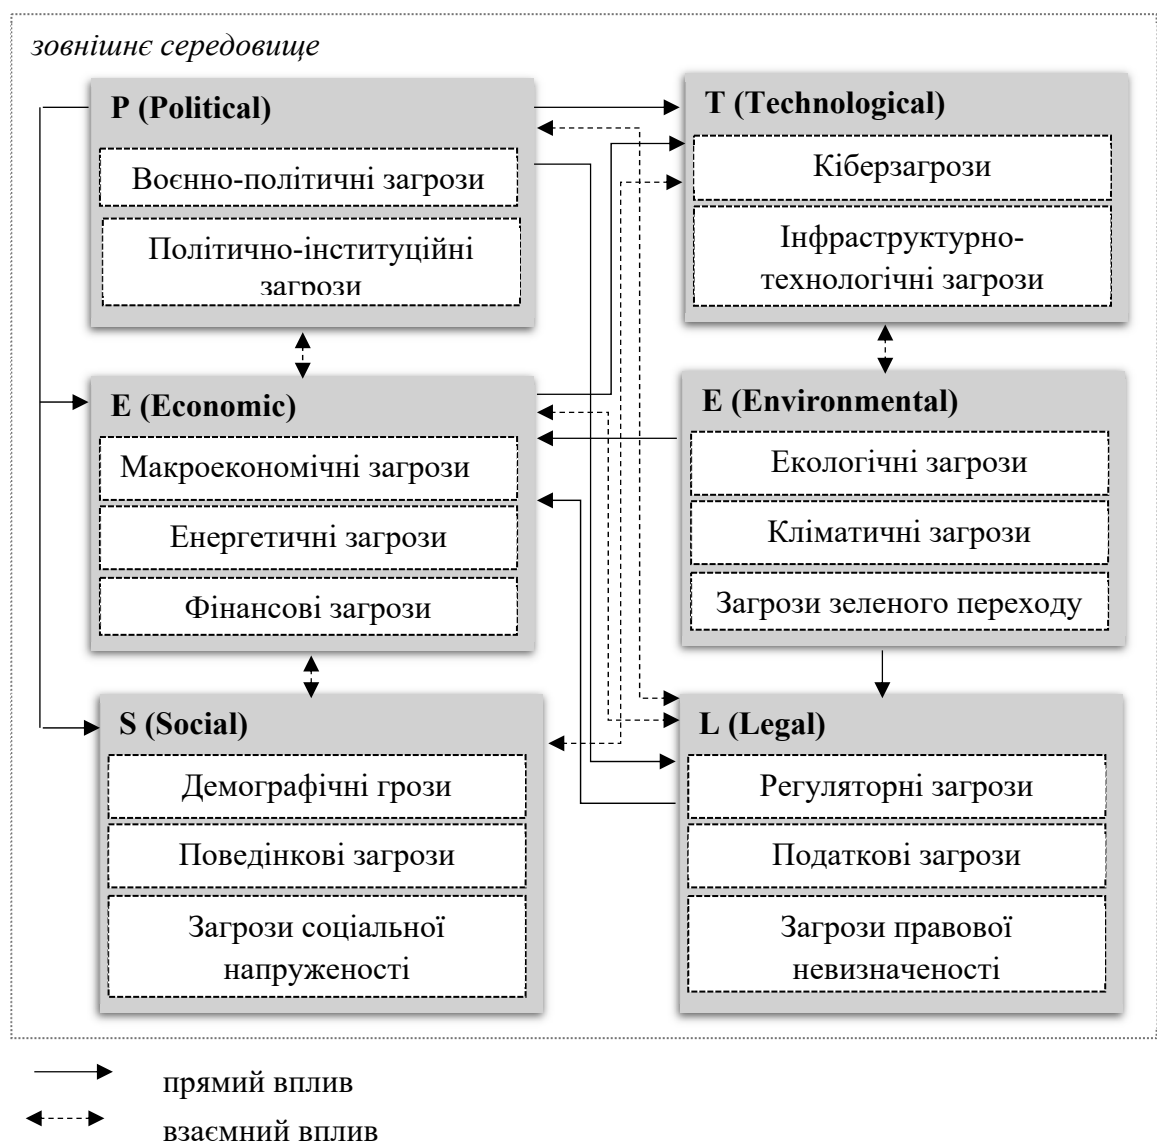 зовнішнє середовище
P (Political)
Воєнно-політичні загрози
Політично-інституційні
загрози
E (Economic)
Макроекономічні загрози
Енергетичні загрози
Фінансові загрози
S (Social)
Демографічні грози
Поведінкові загрози
Загрози соціальної
напруженості
T (Technological)
Кіберзагрози
Інфраструктурно-
технологічні загрози
E (Environmental)
Екологічні загрози
Кліматичні загрози
Загрози зеленого переходу
L (Legal)
Регуляторні загрози
Податкові загрози
Загрози правової
невизначеності
прямий вплив
взаємний вплив